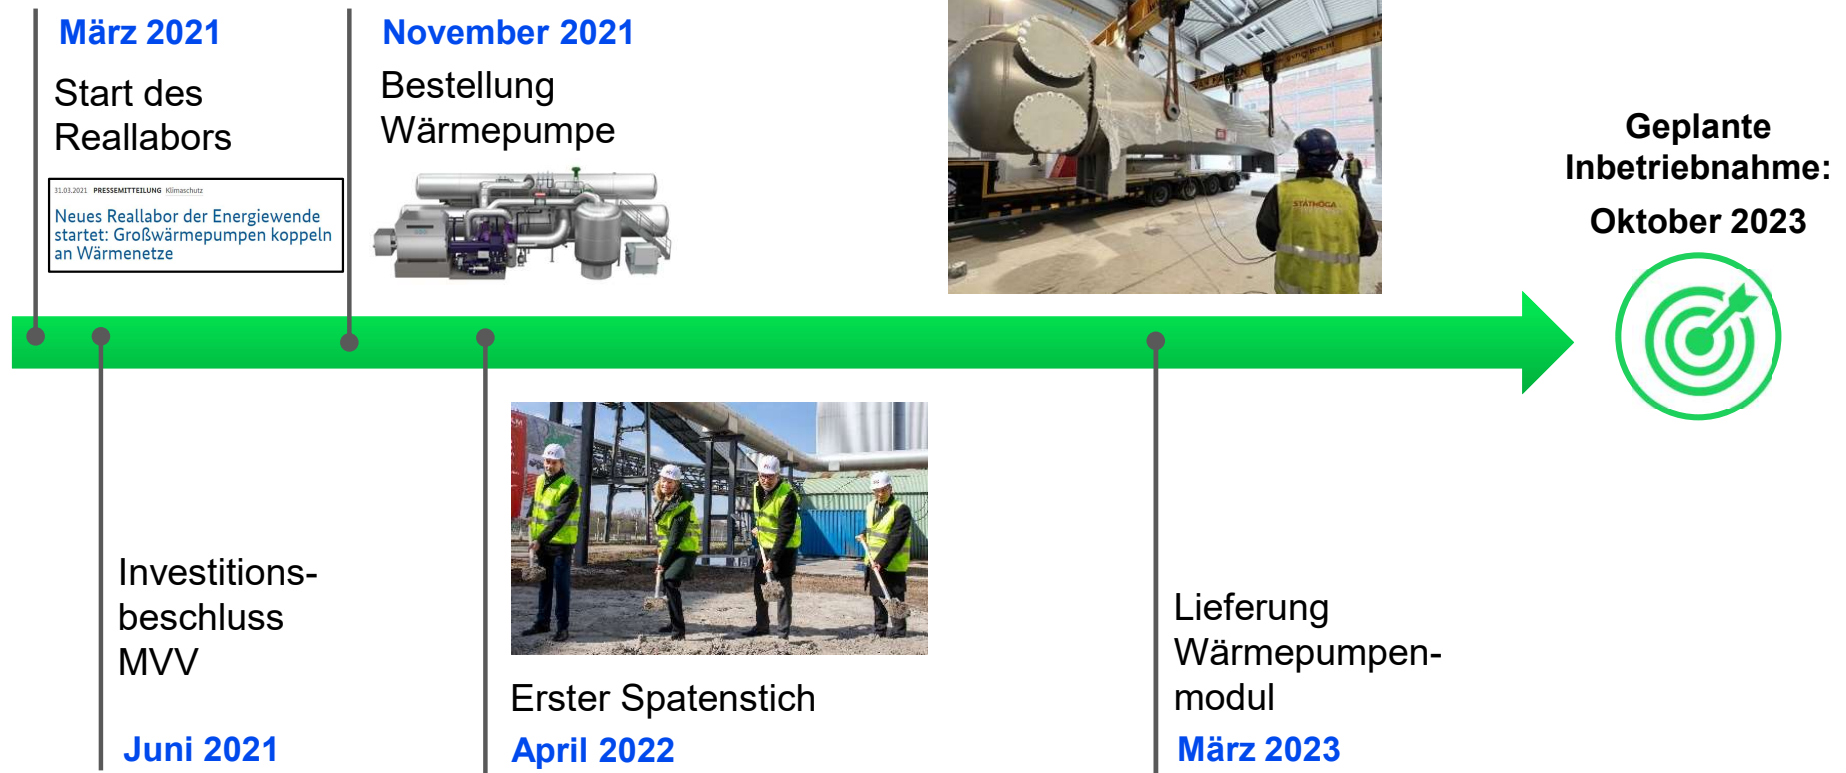 März 2021
Start des
Reallabors
31.03.2021 PRESSEMITTEILUNG Klimaschutz
Neues Reallabor der Energiewende
startet: Großwärmepumpen koppeln
an Wärmenetze
November 2021
Bestellung
Wärmepumpe
STATHÖGA
Geplante
Inbetriebnahme:
Oktober 2023
Investitions-
beschluss
MVV
Juni 2021
Erster Spatenstich
April 2022
Lieferung
Wärmepumpen-
modul
März 2023